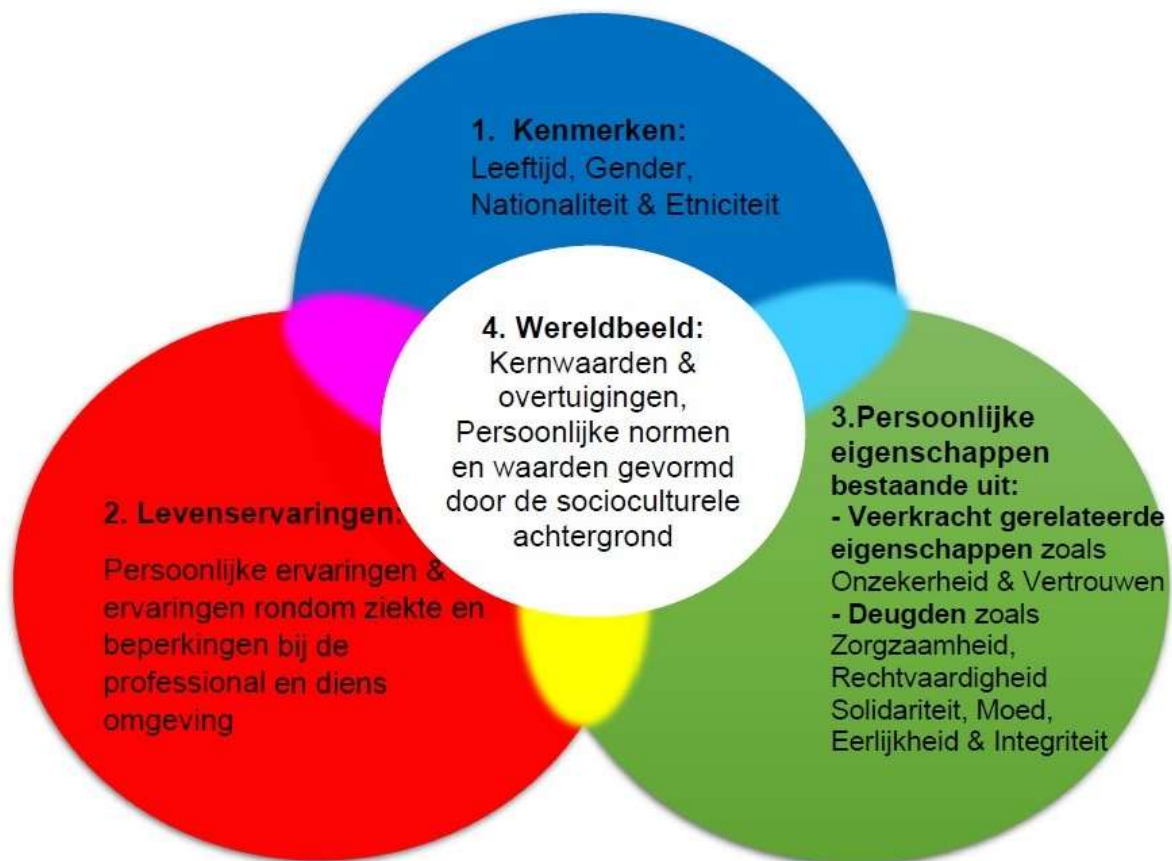 1. Kenmerken:
Leeftijd, Gender,
Nationaliteit & Etniciteit
4. Wereldbeeld:
Kernwaarden &
overtuigingen,
Persoonlijke normen
en waarden gevormd
door de socioculturele
achtergrond
2. Levenservaringen:
Persoonlijke ervaringen &
ervaringen rondom ziekte en
beperkingen bij de
professional en diens
omgeving
3.Persoonlijke
eigenschappen
bestaande uit:
- Veerkracht gerelateerde
eigenschappen zoals
Onzekerheid & Vertrouwen
- Deugden zoals
Zorgzaamheid,
Rechtvaardigheid
Solidariteit, Moed,
Eerlijkheid & Integriteit